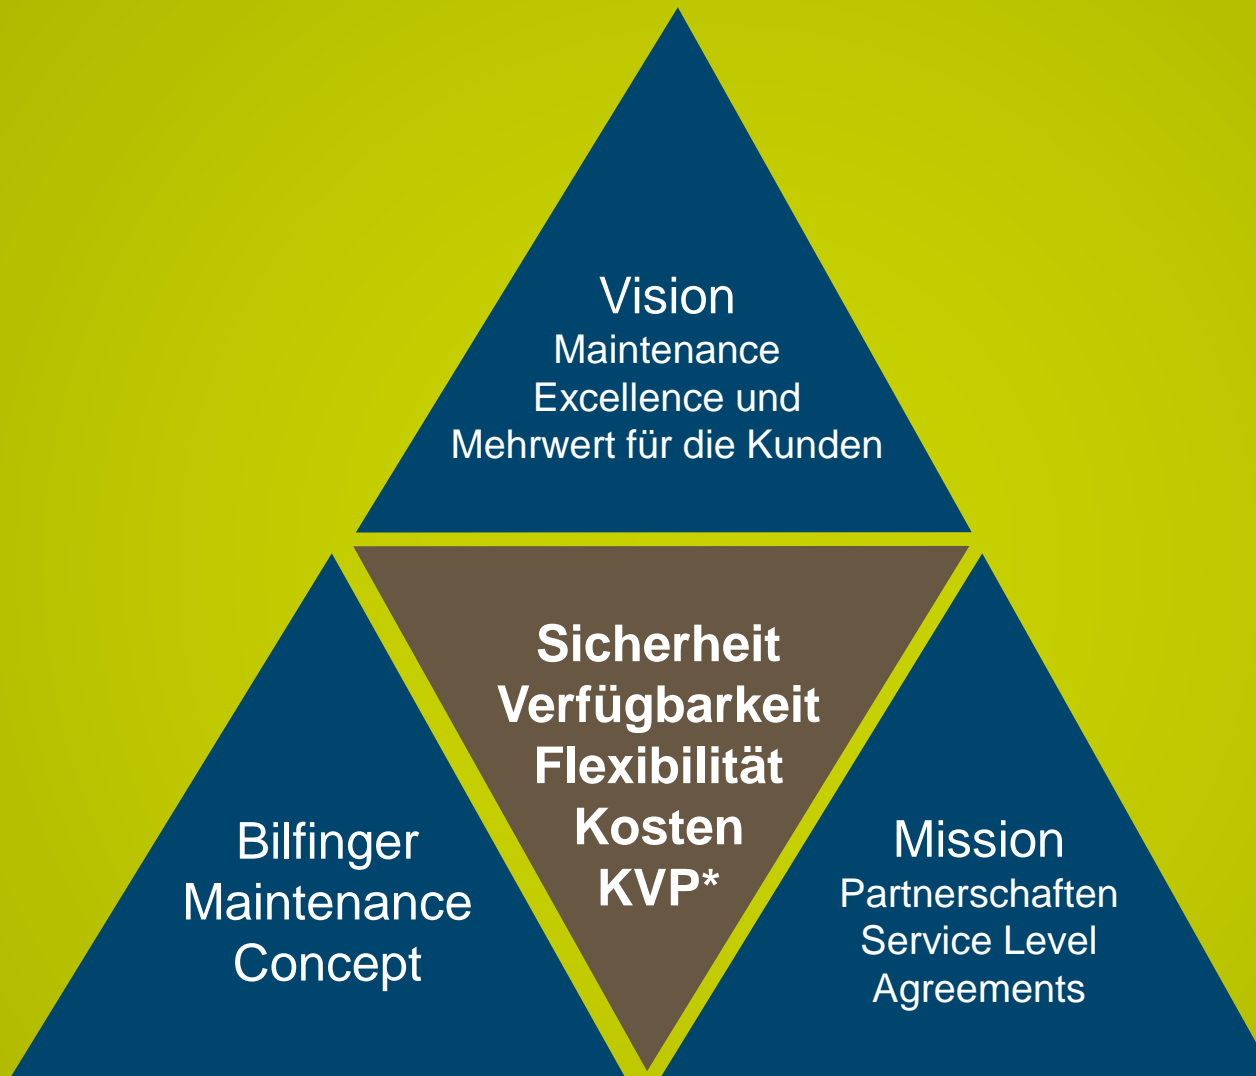 Vision
Maintenance
Excellence und
Mehrwert für die Kunden
Sicherheit
Verfügbarkeit
Flexibilität
Kosten
KVP*
Bilfinger
Maintenance
Concept
Mission
Partnerschaften
Service Level
Agreements